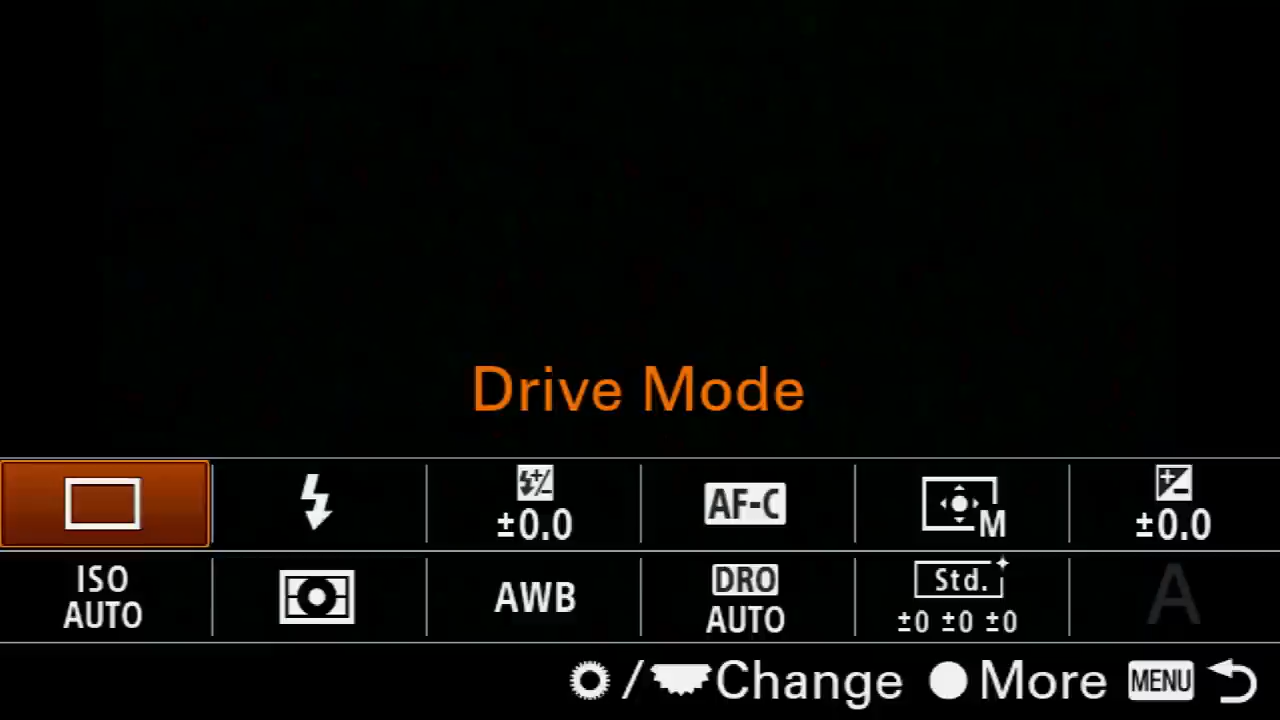 Drive Mode
±0.0
AF-C
M
±0.0
ISO
AUTO
AWB
DRO
AUTO
Std.
±0 ±0 ±0
A
/ Change More MENU